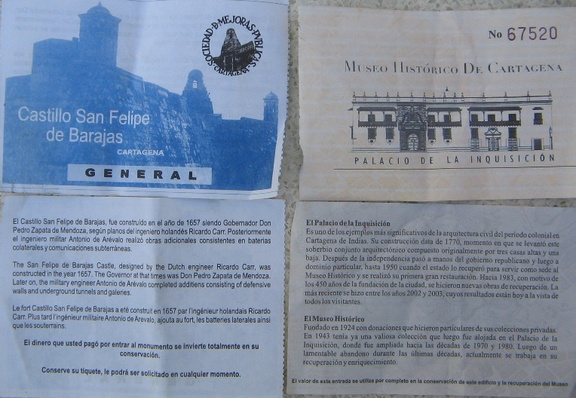 SOCIEDAD D MEJORAS PUBLICAS
CARTAGENA
Castillo San Felipe
de Barajas
CARTAGENA
GENERAL
No 67520
MUSEO HISTÓRICO DE CARTAGENA
PALACIO DE LA INQUISICIÓN
El Castillo San Felipe de Barajas, fue construido en el año de 1657 siendo Gobernador Don
Pedro Zapata de Mendoza, según planos del ingeniero holandés Ricardo Carr. Posteriormente
el ingeniero militar Antonio de Arévalo realizó obras adicionales consistentes en baterias
colaterales y comunicaciones subterráneas.
The San Felipe de Barajas Castle, designed by the Dutch engineer Ricardo Carr, was
constructed in the year 1657. The Governor at that times was Don Pedro Zapata de Mendoza.
Later on, the military engineer Antonio de Arévalo completed additions consisting of defensive
walls and underground tunnels and galeries.
Le fort Castillo San Felipe de Barajas a eté construit en 1657 par l'ingénieur holandais Ricardo
Carr. Plus tard l'ingénieur militaire Antonio de Arevalo, ajouta au fort, les batteries laterales ainsi
que les souterrains.
El dinero que usted pagó por entrar al monumento se invierte totalmente en su
conservación.
Conserve su tiquete, le podrá ser solicitado en cualquier momento.
El Palacio de la Inquisición
Es uno de los ejemplos más significativos de la arquitectura civil del período colonial en
Cartagena de Indias. Su construcción data de 1770, momento en que se levantó este
soberbio conjunto arquitectónico compuesto originalmente por tres casas altas y una
baja. Después de la independencia pasó a manos del gobierno republicano y luego a
dominio particular, hasta 1950 cuando el estado lo recuperó para servir como sede al
Museo Histórico y se realizó su primera gran restauración. Hacia 1983, con motivo de
los 450 años de la fundación de la ciudad, se hicieron nuevas obras de recuperación. La
más reciente se hizo entre los años 2002 y 2005, cuyos resultados están hoy a la vista de
todos los visitantes.
El Museo Histórico
Fundado en 1924 con donaciones que hicieron particulares de sus colecciones privadas.
En 1943 tenía ya una valiosa colección que luego fue alojada en el Palacio de la
Inquisición, donde fue ampliada hacia las décadas de 1970 y 1980. Luego de un
lamentable abandono durante las últimas décadas, actualmente se trabaja en su
recuperación y enriquecimiento.
El valor de esta entrada se utiliza por completo en la conservación de este edificio y la recuperación del Museo